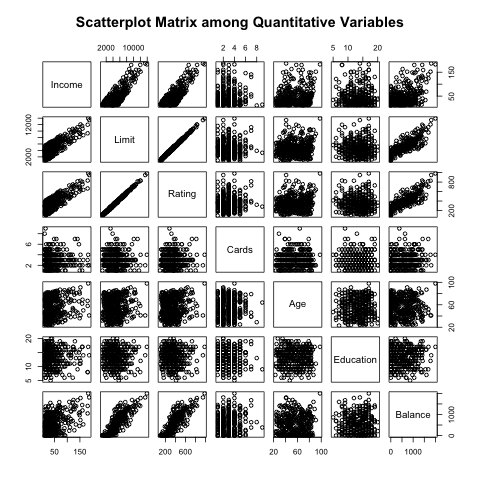 Scatterplot Matrix among Quantitative Variables
2000 10000
2 4 6 8
5 10 20
Income
50 150
2000 12000
Limit
Rating
200 800
2 6
Cards
Age
20 60 100
5 10 20
Education
Balance
0 1000
50 150
200 600
20 60 100
0 1000